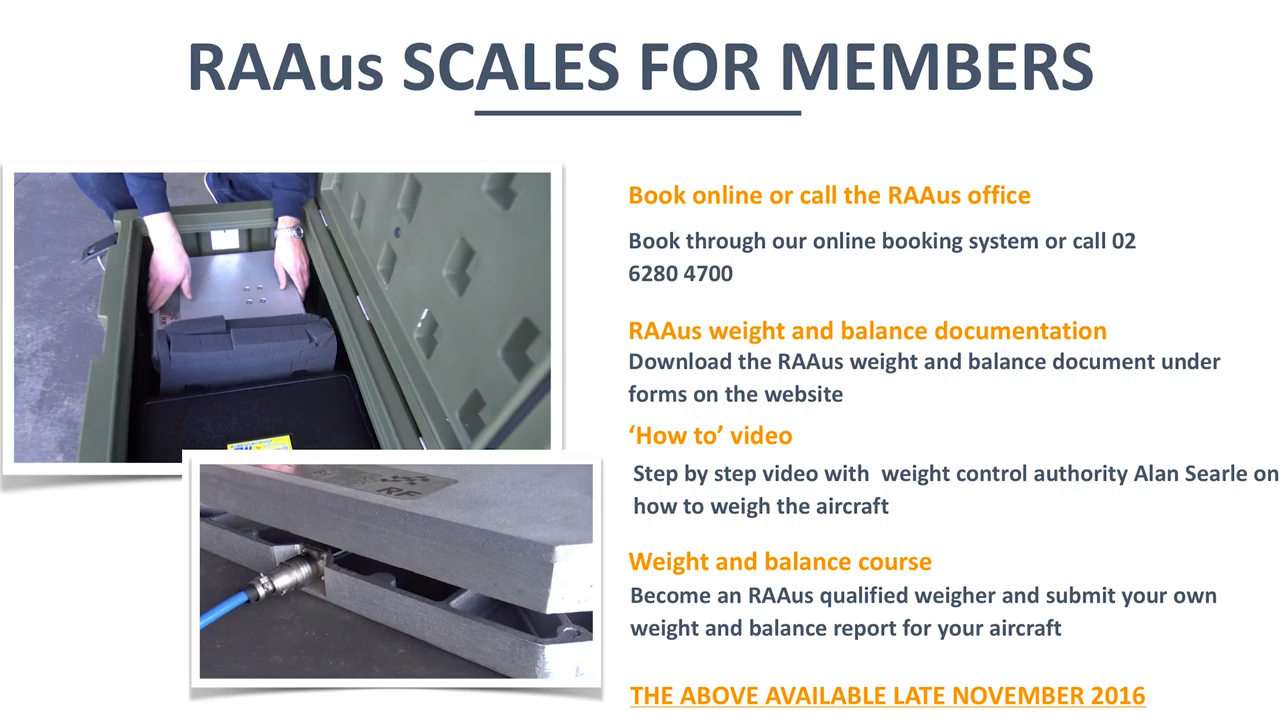 RAAus SCALES FOR MEMBERS
Book online or call the RAAus office
Book through our online booking system or call 02
6280 4700
RAAus weight and balance documentation
Download the RAAus weight and balance document under
forms on the website
‘How to’ video
Step by step video with  weight control authority Alan Searle on
how to weigh the aircraft
Weight and balance course
Become an RAAus qualified weigher and submit your own
weight and balance report for your aircraft
THE ABOVE AVAILABLE LATE NOVEMBER 2016
RF